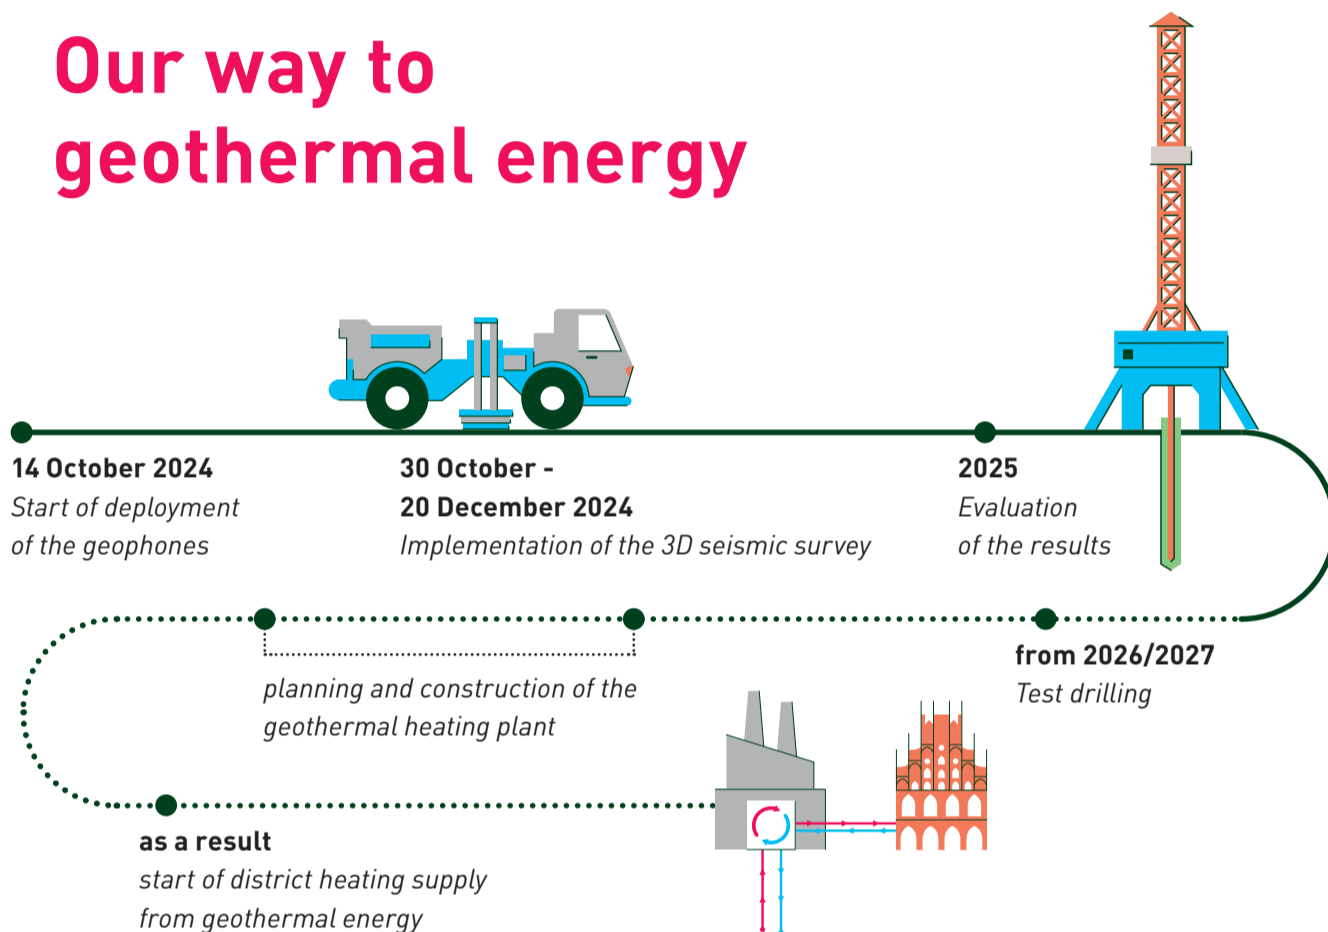 Our way to
geothermal energy
14 October 2024
Start of deployment
of the geophones
30 October -
20 December 2024
Implementation of the 3D seismic survey
2025
Evaluation
of the results
from 2026/2027
Test drilling
planning and construction of the
geothermal heating plant
as a result
start of district heating supply
from geothermal energy